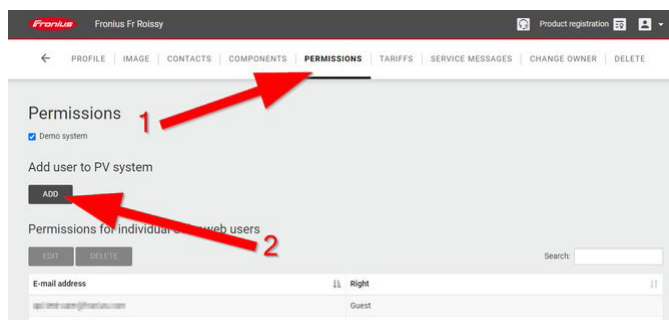 Fronius Fronius Fr Roissy Product registration
PROFILE IMAGE CONTACTS COMPONENTS PERMISSIONS TARIFFS SERVICE MESSAGES CHANGE OWNER DELETE
Permissions
1
Demo system
Add user to PV system
ADD
Permissions for individual web users
2
EDIT DELETE Search:
E-mail address Right
Guest